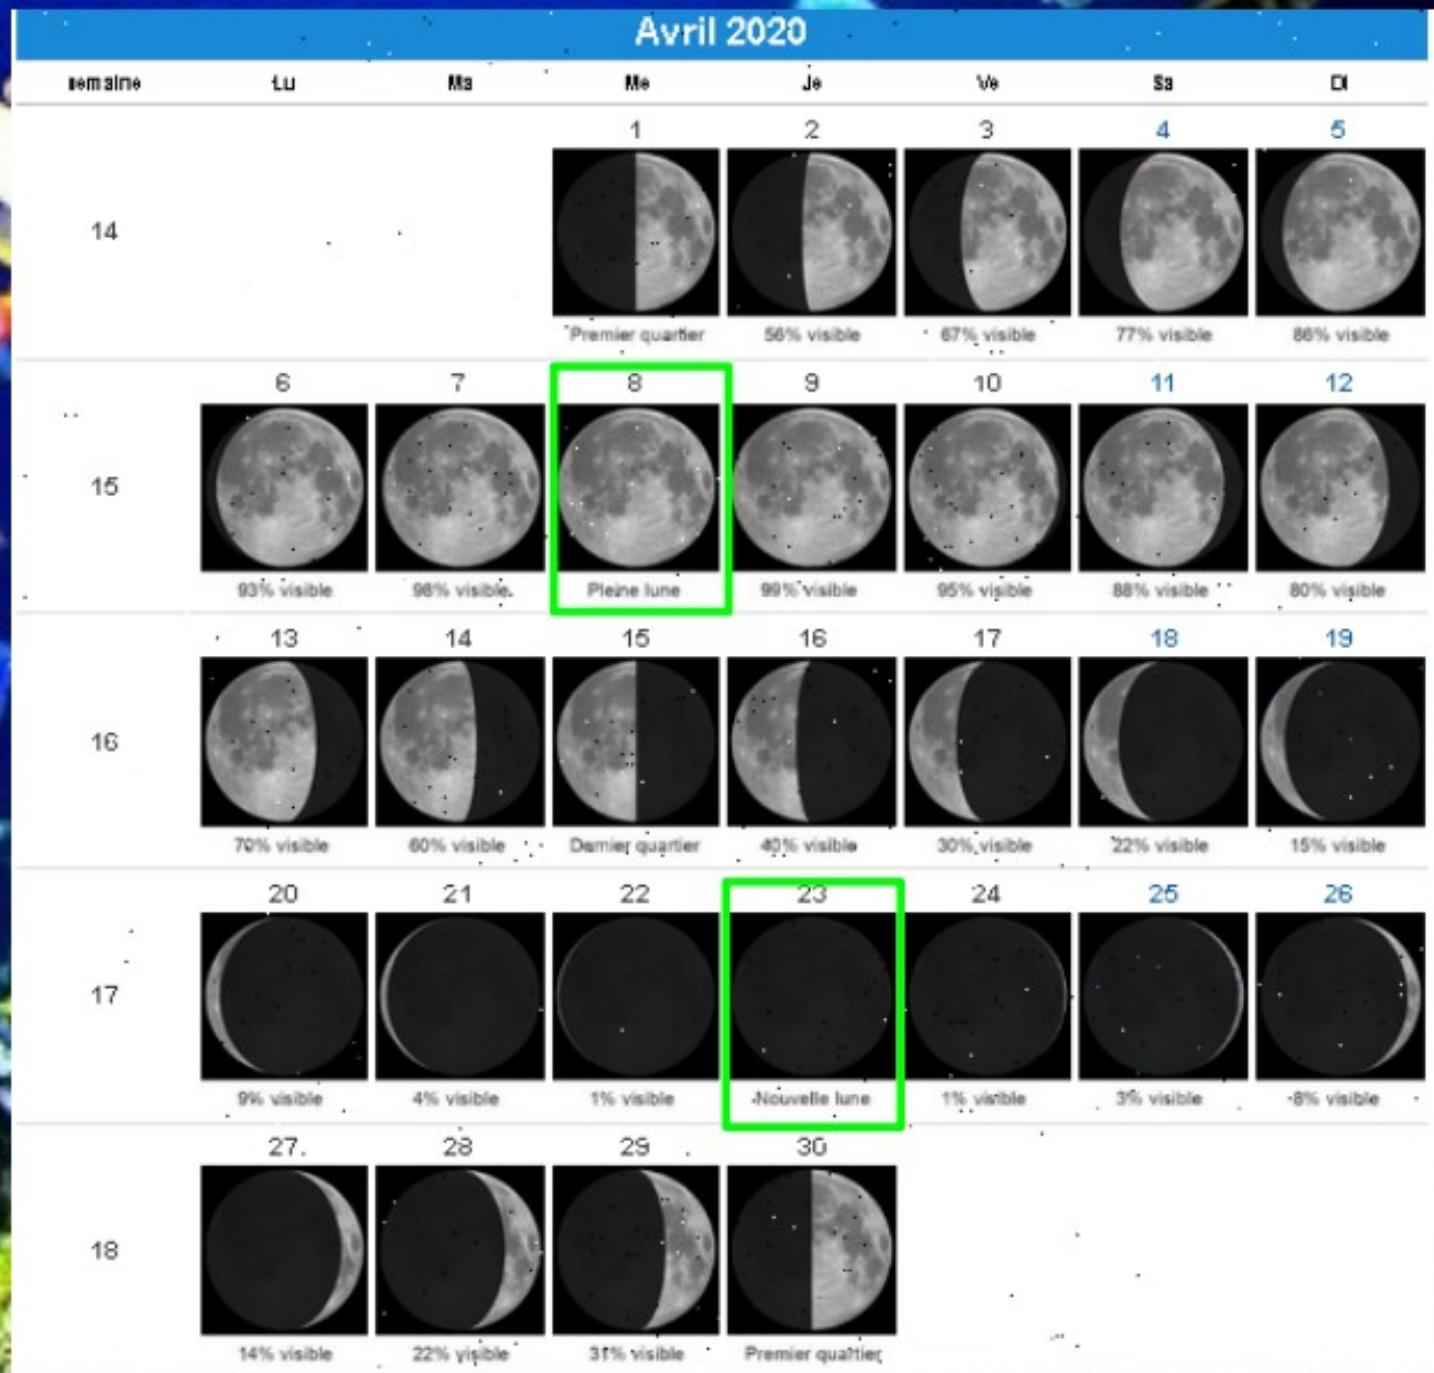 Avril 2020
semaine Lu Ma Me Je Ve Sa Di
1 2 3 4 5
14
Premier quartier 56% visible 67% visible 77% visible 86% visible
6 7 8 9 10 11 12
15
93% visible 98% visible Pleine lune 99% visible 95% visible 88% visible 80% visible
13 14 15 16 17 18 19
16
70% visible 60% visible Dernier quartier 40% visible 30% visible 22% visible 15% visible
20 21 22 23 24 25 26
17
9% visible 4% visible 1% visible Nouvelle lune 1% visible 3% visible 8% visible
27 28 29 30
18
14% visible 22% visible 31% visible Premier quartier